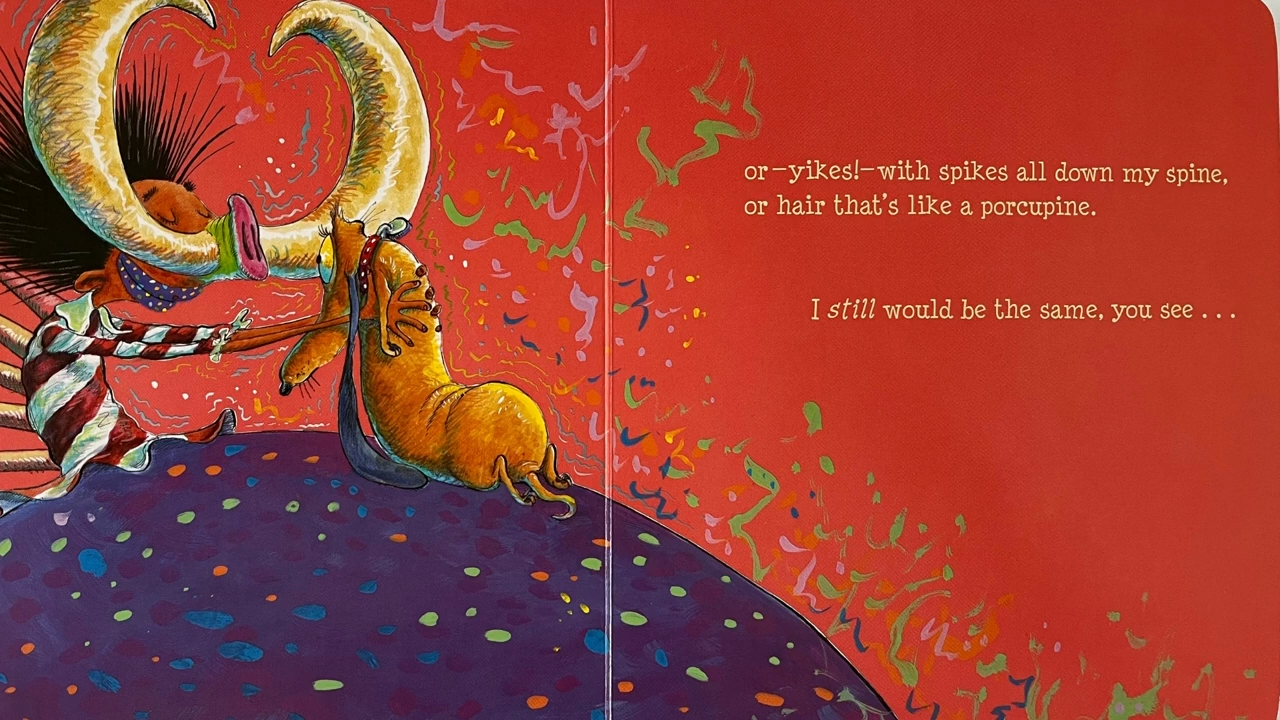 or—yikes!—with spikes all down my spine,
or hair that's like a porcupine.
I still would be the same, you see . . .